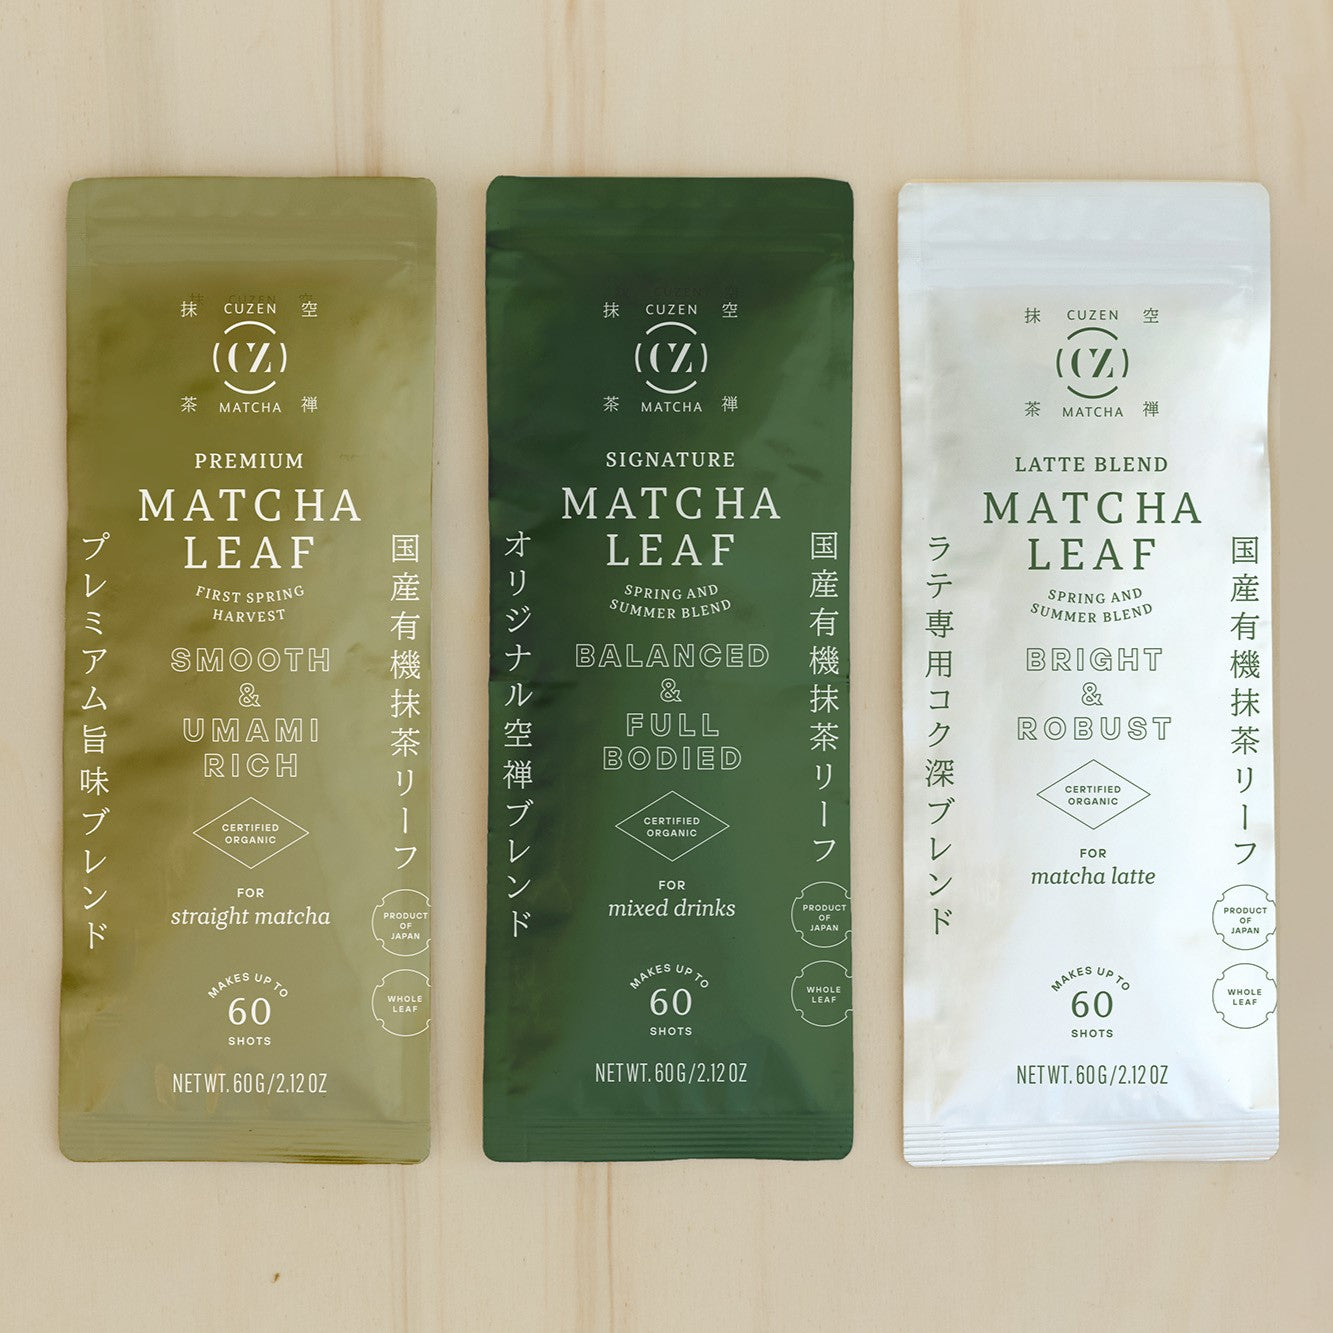 抹 CUZEN 空
CZ
茶 MATCHA 禅
PREMIUM
MATCHA
LEAF
FIRST SPRING
HARVEST
SMOOTH
&
UMAMI
RICH
CERTIFIED
ORGANIC
FOR
straight matcha
MAKES UP TO
60
SHOTS
NET WT. 60G/2.12 OZ
プレミアム旨味ブレンド
国産有機抹茶リーフ
PRODUCT
OF
JAPAN
WHOLE
LEAF
抹 CUZEN 空
CZ
茶 MATCHA 禅
SIGNATURE
MATCHA
LEAF
SPRING AND
SUMMER BLEND
BALANCED
&
FULL
BODIED
CERTIFIED
ORGANIC
FOR
mixed drinks
MAKES UP TO
60
SHOTS
NET WT. 60G/2.12 OZ
オリジナル空禅ブレンド
国産有機抹茶リーフ
PRODUCT
OF
JAPAN
WHOLE
LEAF
抹 CUZEN 空
CZ
茶 MATCHA 禅
LATTE BLEND
MATCHA
LEAF
SPRING AND
SUMMER BLEND
BRIGHT
&
ROBUST
CERTIFIED
ORGANIC
FOR
matcha latte
MAKES UP TO
60
SHOTS
NET WT. 60G/2.12 OZ
ラテ専用コク深ブレンド
国産有機抹茶リーフ
PRODUCT
OF
JAPAN
WHOLE
LEAF